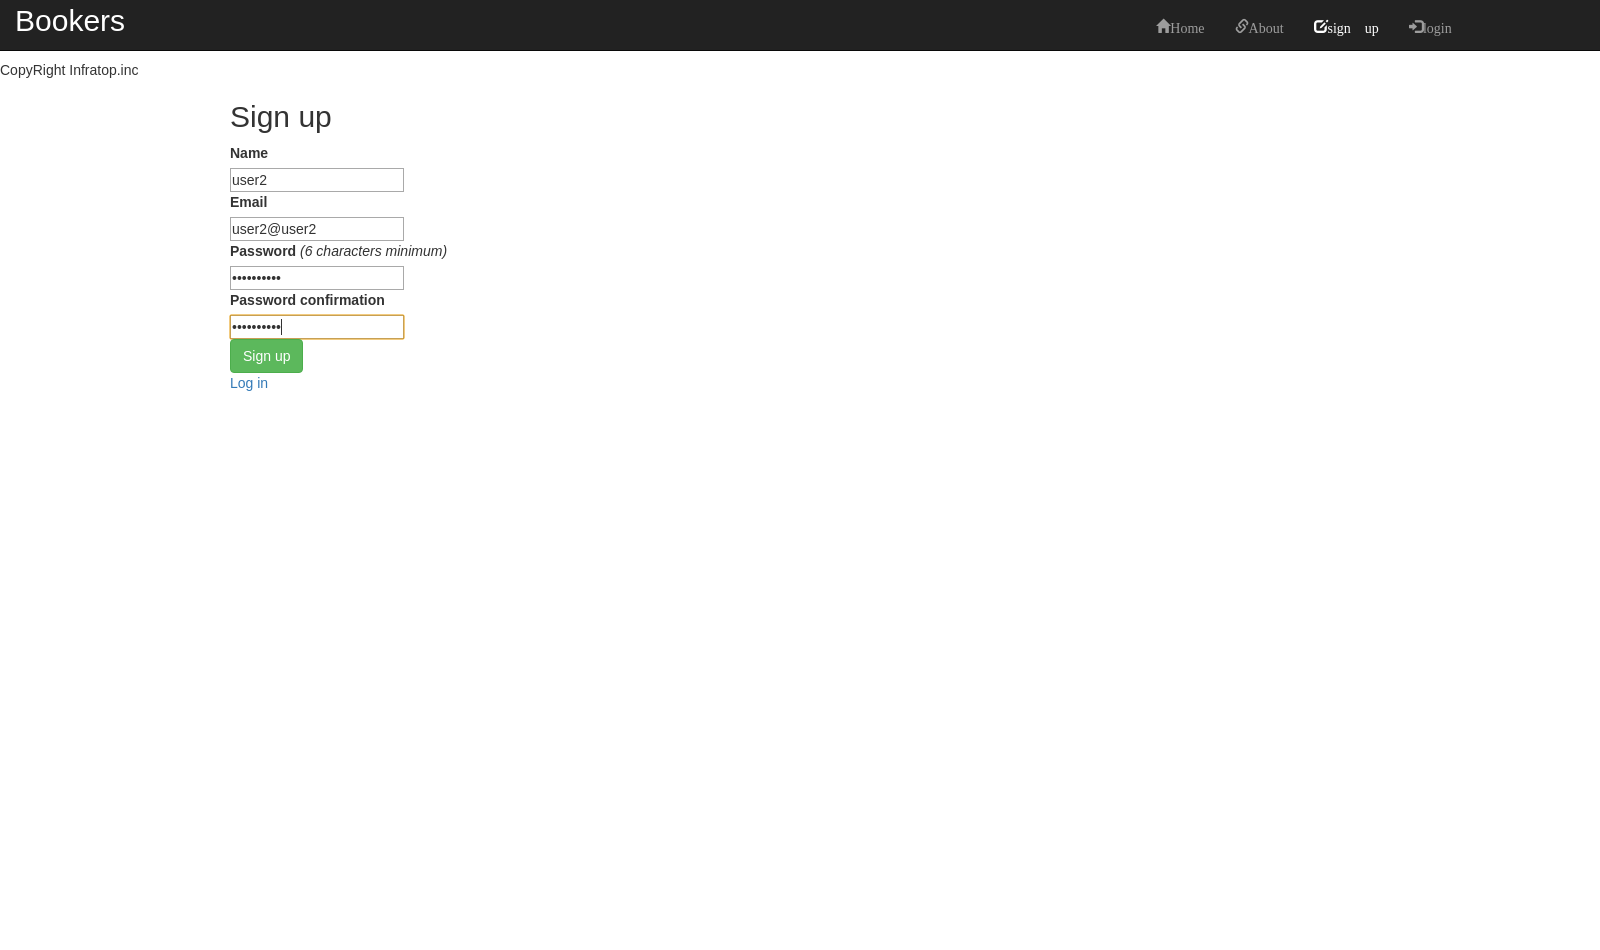 Bookers
Home About sign up login
CopyRight Infratop.inc
Sign up
Name
user2
Email
user2@user2
Password (6 characters minimum)
••••••••••
Password confirmation
••••••••••
Sign up
Log in